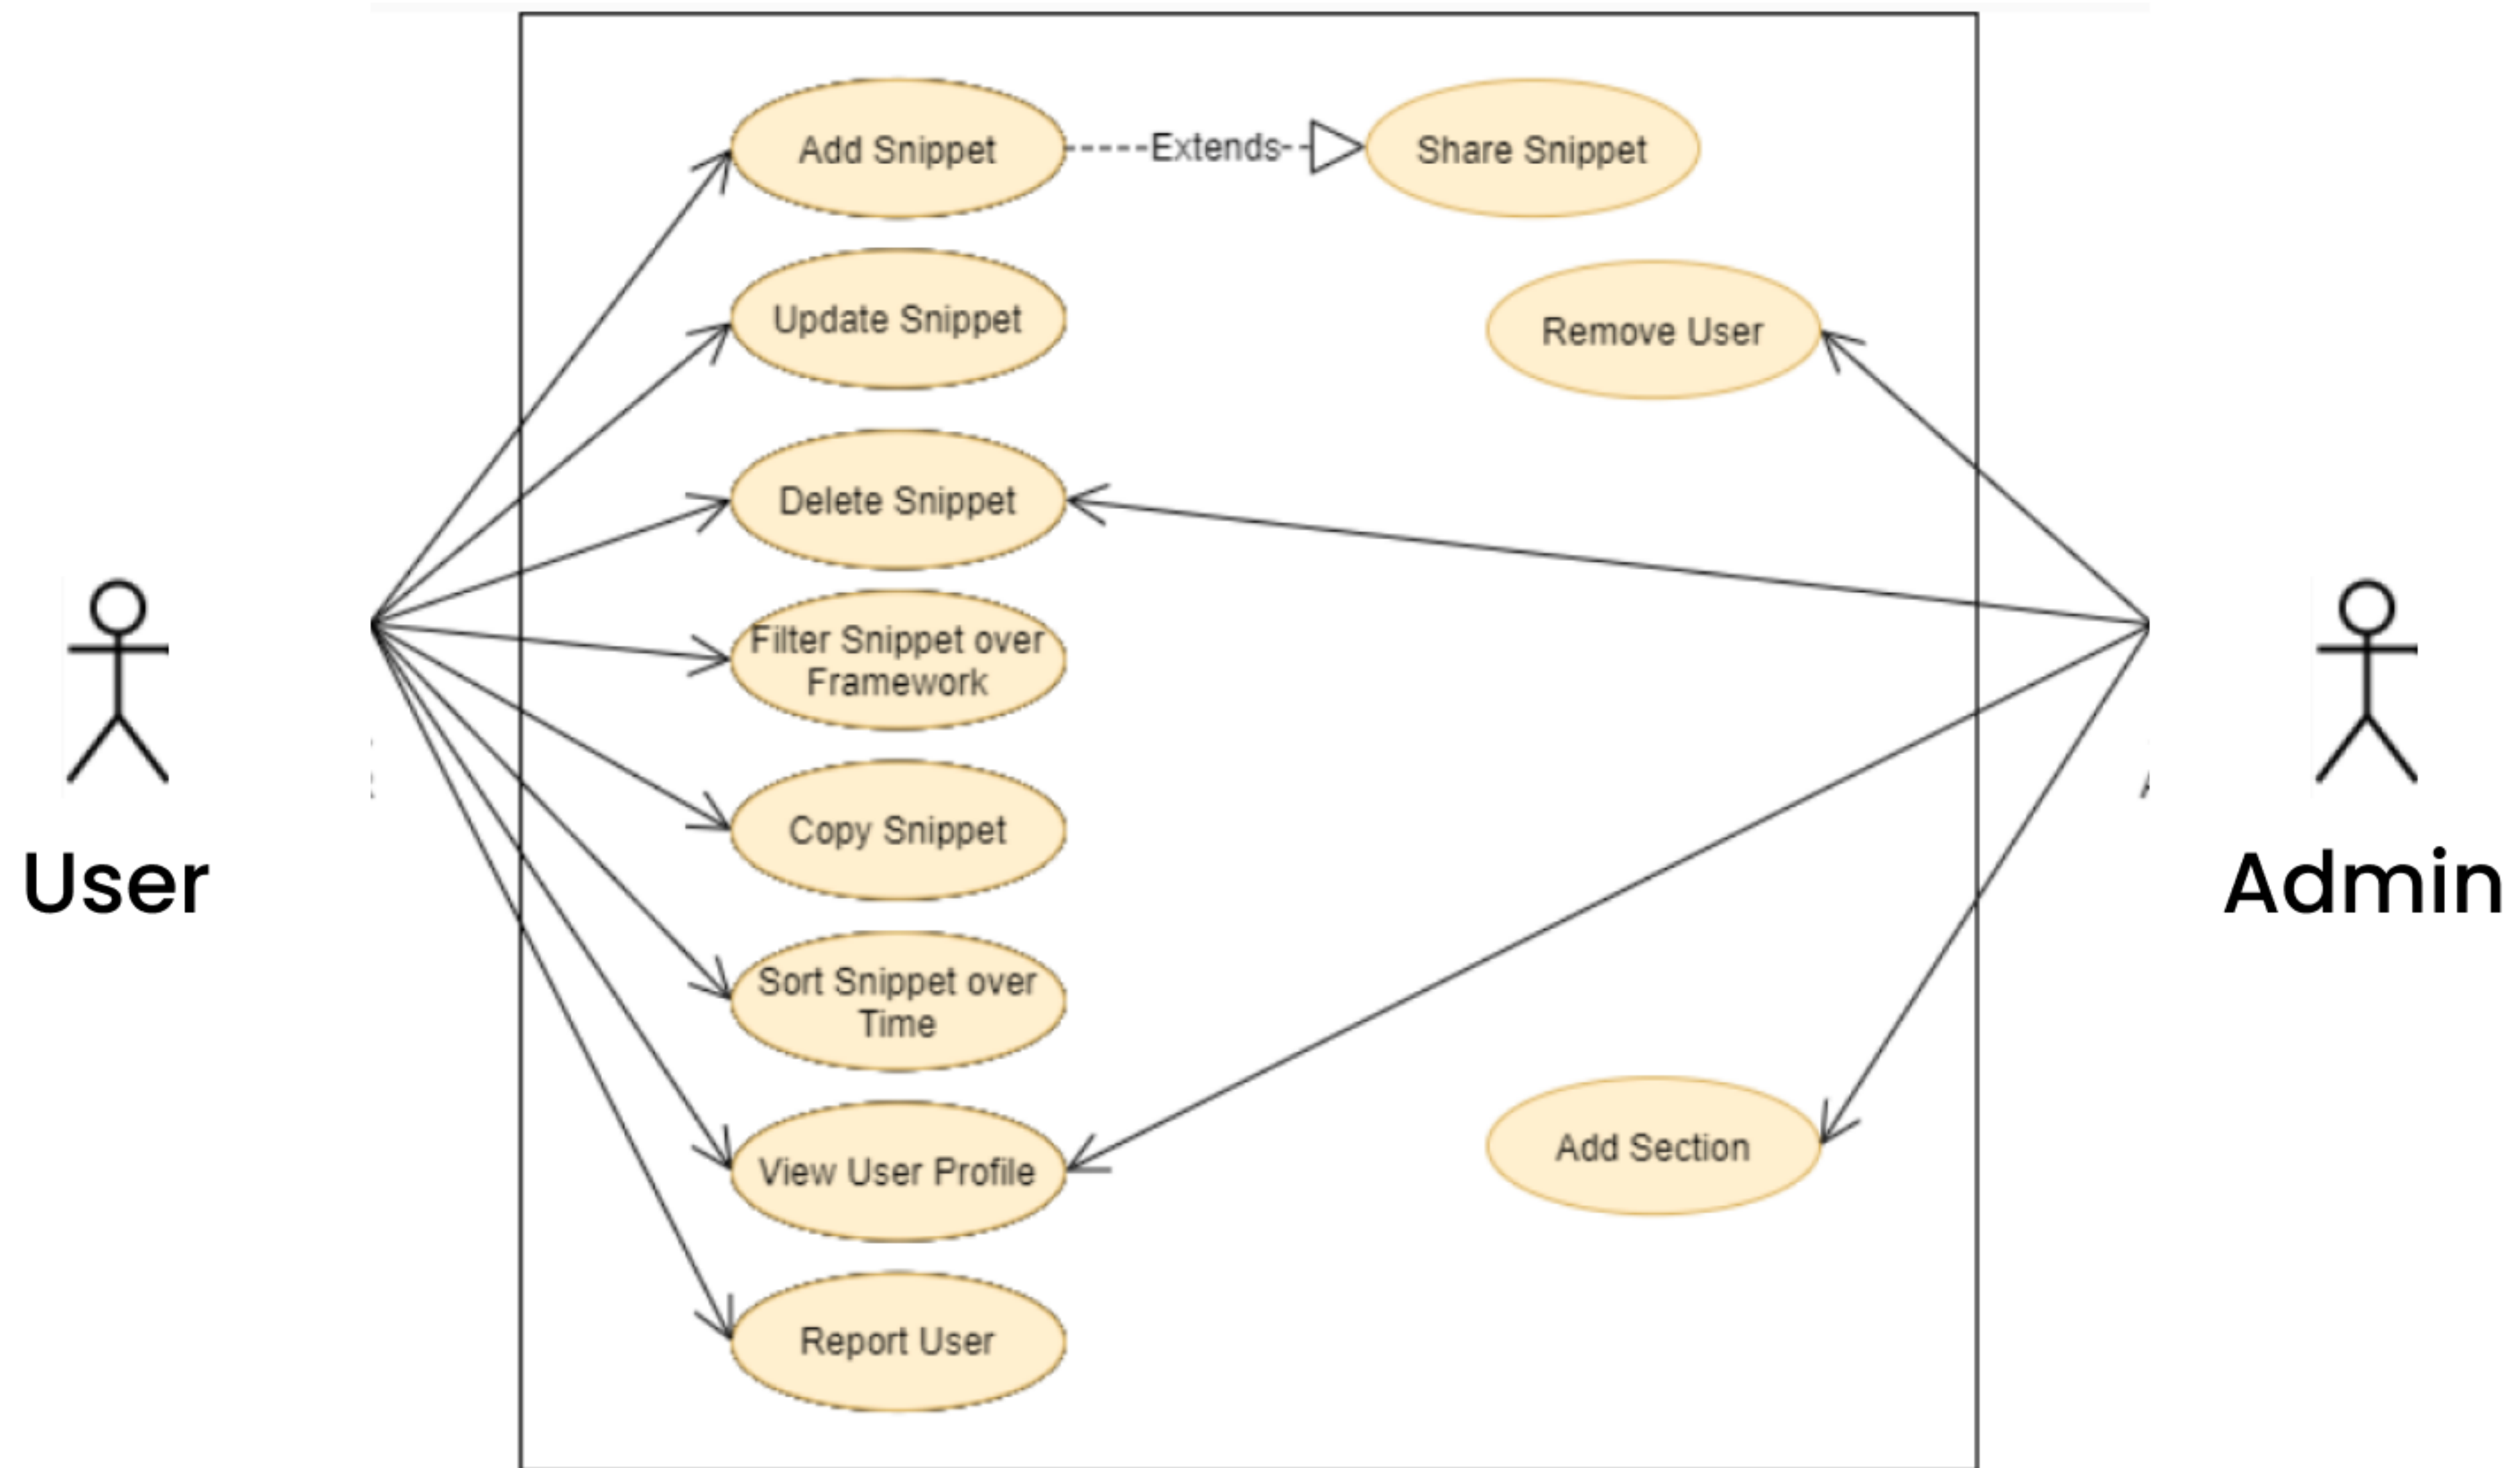 Add Snippet
Extends
Share Snippet
Update Snippet
Remove User
Delete Snippet
Filter Snippet over
Framework
Copy Snippet
User
Admin
Sort Snippet over
Time
View User Profile
Add Section
Report User